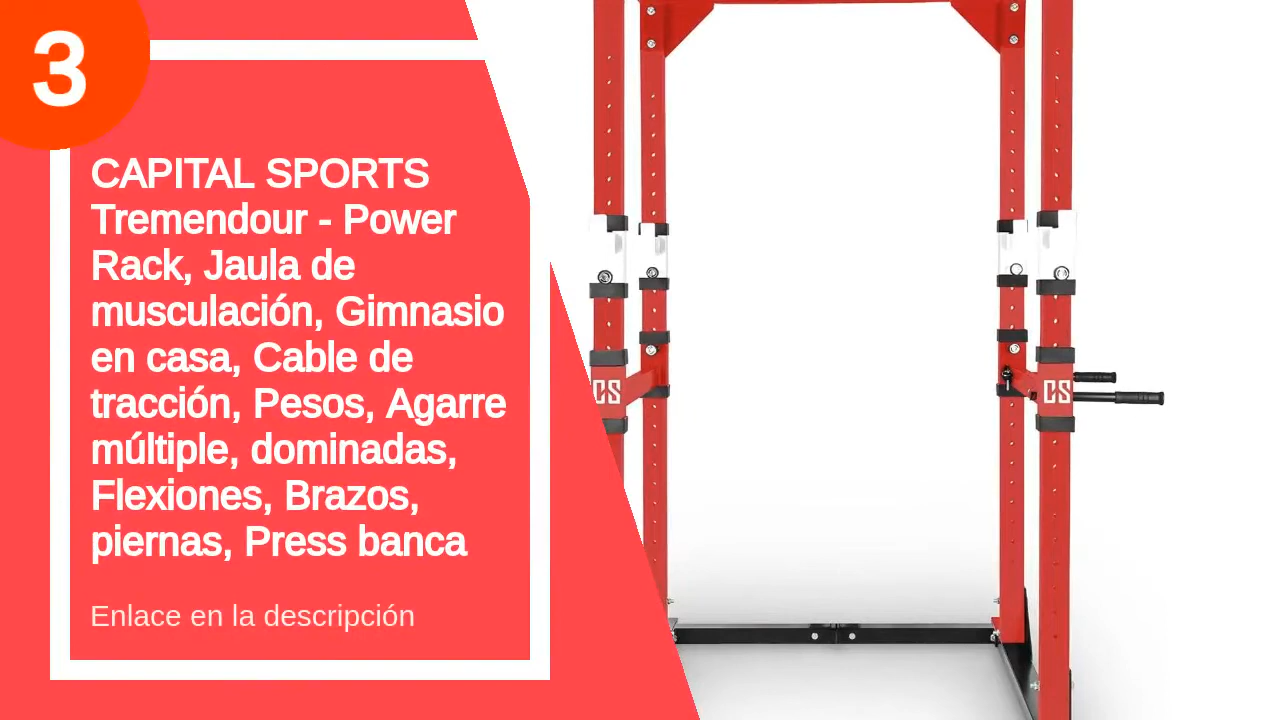 3
CAPITAL SPORTS
Tremendour - Power
Rack, Jaula de
musculación, Gimnasio
en casa, Cable de
tracción, Pesos, Agarre
múltiple, dominadas,
Flexiones, Brazos,
piernas, Press banca
Enlace en la descripción
CS
CS